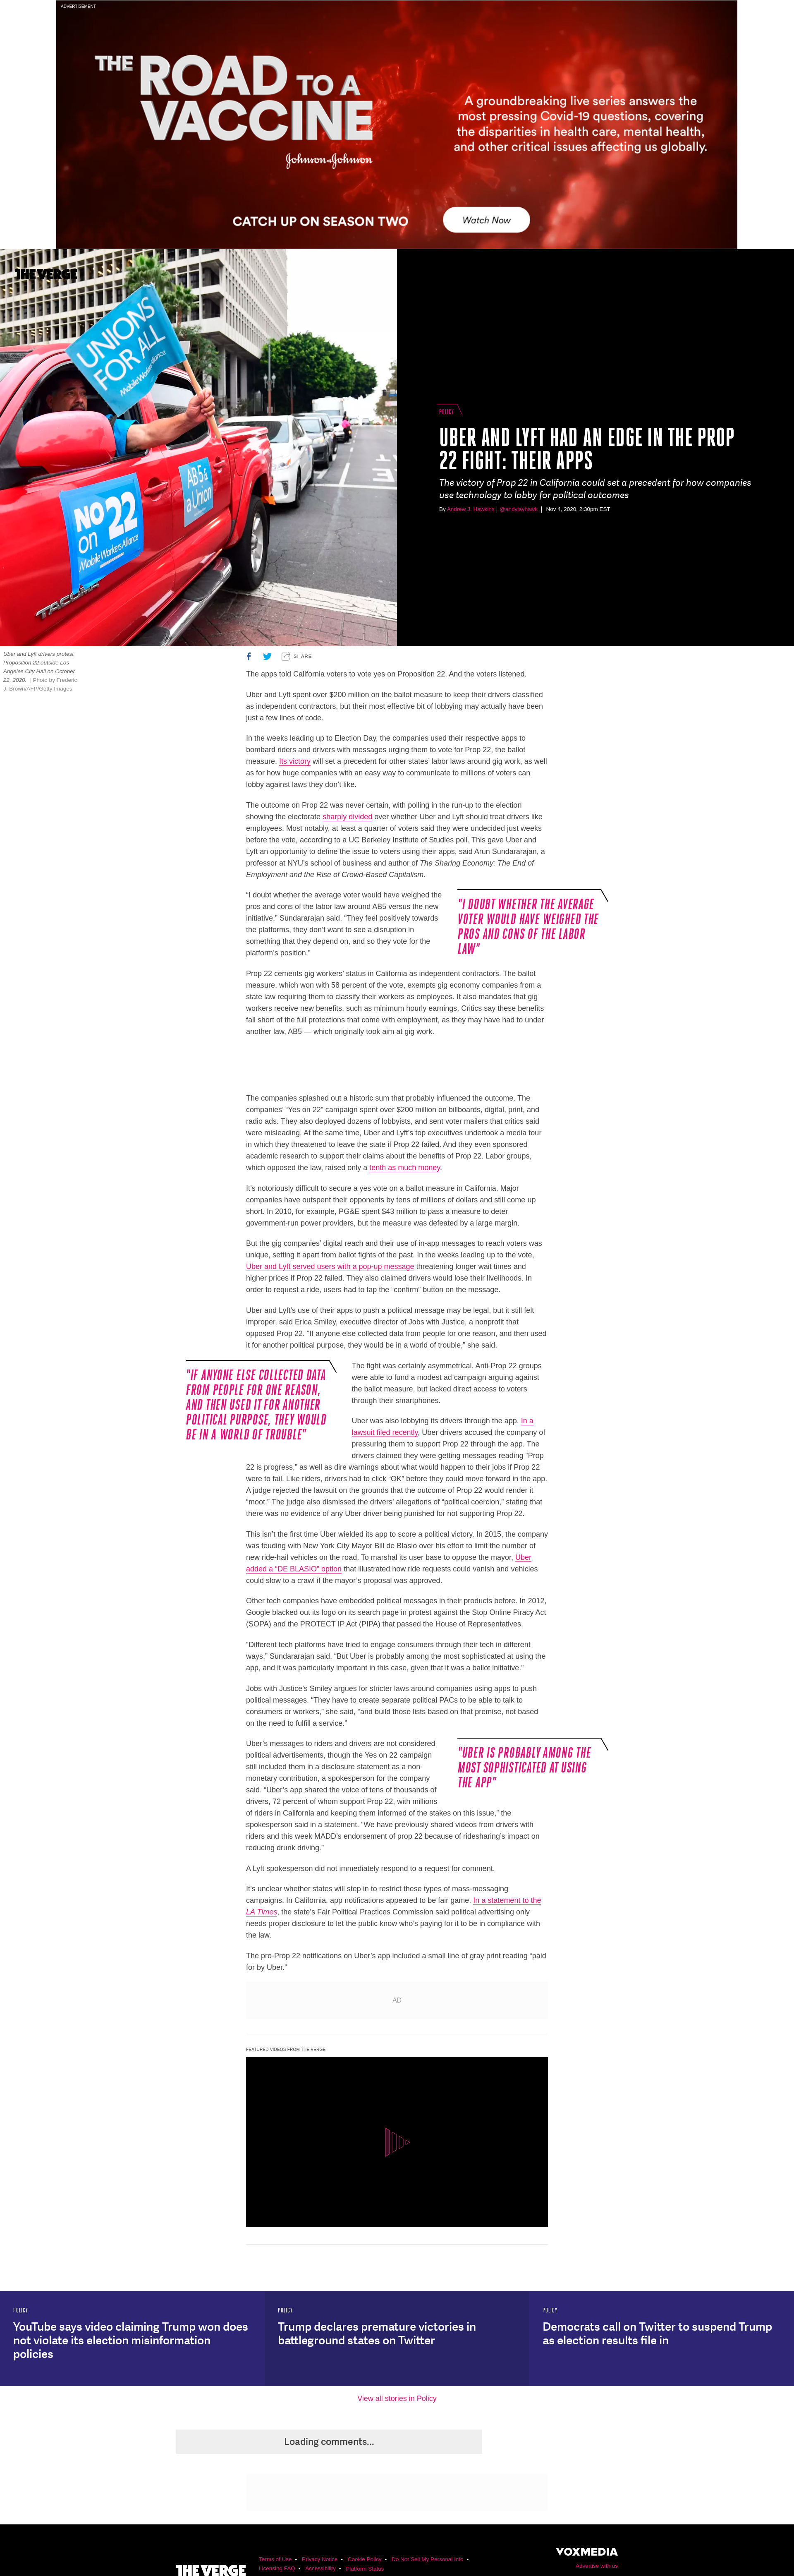 ADVERTISEMENT
THE ROAD TO A
VACCINE
Johnson & Johnson
A groundbreaking live series answers the
most pressing Covid-19 questions, covering
the disparities in health care, mental health,
and other critical issues affecting us globally.
CATCH UP ON SEASON TWO
Watch Now
THE VERGE
UNIONS
FOR ALL
Mobile Workers Alliance
AB5 &
a Union
NO
on 22
Mobile Workers Alliance
TACOMA
POLICY
UBER AND LYFT HAD AN EDGE IN THE PROP
22 FIGHT: THEIR APPS
The victory of Prop 22 in California could set a precedent for how companies
use technology to lobby for political outcomes
By Andrew J. Hawkins | @andyjayhawk | Nov 4, 2020, 2:30pm EST
Uber and Lyft drivers protest
Proposition 22 outside Los
Angeles City Hall on October
22, 2020. | Photo by Frederic
J. Brown/AFP/Getty Images
SHARE
The apps told California voters to vote yes on Proposition 22. And the voters listened.
Uber and Lyft spent over $200 million on the ballot measure to keep their drivers classified
as independent contractors, but their most effective bit of lobbying may actually have been
just a few lines of code.
In the weeks leading up to Election Day, the companies used their respective apps to
bombard riders and drivers with messages urging them to vote for Prop 22, the ballot
measure. Its victory will set a precedent for other states’ labor laws around gig work, as well
as for how huge companies with an easy way to communicate to millions of voters can
lobby against laws they don’t like.
The outcome on Prop 22 was never certain, with polling in the run-up to the election
showing the electorate sharply divided over whether Uber and Lyft should treat drivers like
employees. Most notably, at least a quarter of voters said they were undecided just weeks
before the vote, according to a UC Berkeley Institute of Studies poll. This gave Uber and
Lyft an opportunity to define the issue to voters using their apps, said Arun Sundararajan, a
professor at NYU’s school of business and author of The Sharing Economy: The End of
Employment and the Rise of Crowd-Based Capitalism.
“I doubt whether the average voter would have weighed the
pros and cons of the labor law around AB5 versus the new
initiative,” Sundararajan said. “They feel positively towards
the platforms, they don’t want to see a disruption in
something that they depend on, and so they vote for the
platform’s position.”
"I DOUBT WHETHER THE AVERAGE
VOTER WOULD HAVE WEIGHED THE
PROS AND CONS OF THE LABOR
LAW"
Prop 22 cements gig workers’ status in California as independent contractors. The ballot
measure, which won with 58 percent of the vote, exempts gig economy companies from a
state law requiring them to classify their workers as employees. It also mandates that gig
workers receive new benefits, such as minimum hourly earnings. Critics say these benefits
fall short of the full protections that come with employment, as they may have had to under
another law, AB5 — which originally took aim at gig work.
The companies splashed out a historic sum that probably influenced the outcome. The
companies’ “Yes on 22” campaign spent over $200 million on billboards, digital, print, and
radio ads. They also deployed dozens of lobbyists, and sent voter mailers that critics said
were misleading. At the same time, Uber and Lyft’s top executives undertook a media tour
in which they threatened to leave the state if Prop 22 failed. And they even sponsored
academic research to support their claims about the benefits of Prop 22. Labor groups,
which opposed the law, raised only a tenth as much money.
It’s notoriously difficult to secure a yes vote on a ballot measure in California. Major
companies have outspent their opponents by tens of millions of dollars and still come up
short. In 2010, for example, PG&E spent $43 million to pass a measure to deter
government-run power providers, but the measure was defeated by a large margin.
But the gig companies’ digital reach and their use of in-app messages to reach voters was
unique, setting it apart from ballot fights of the past. In the weeks leading up to the vote,
Uber and Lyft served users with a pop-up message threatening longer wait times and
higher prices if Prop 22 failed. They also claimed drivers would lose their livelihoods. In
order to request a ride, users had to tap the “confirm” button on the message.
Uber and Lyft’s use of their apps to push a political message may be legal, but it still felt
improper, said Erica Smiley, executive director of Jobs with Justice, a nonprofit that
opposed Prop 22. “If anyone else collected data from people for one reason, and then used
it for another political purpose, they would be in a world of trouble,” she said.
"IF ANYONE ELSE COLLECTED DATA
FROM PEOPLE FOR ONE REASON,
AND THEN USED IT FOR ANOTHER
POLITICAL PURPOSE, THEY WOULD
BE IN A WORLD OF TROUBLE"
The fight was certainly asymmetrical. Anti-Prop 22 groups
were able to fund a modest ad campaign arguing against
the ballot measure, but lacked direct access to voters
through their smartphones.
Uber was also lobbying its drivers through the app. In a
lawsuit filed recently, Uber drivers accused the company of
pressuring them to support Prop 22 through the app. The
drivers claimed they were getting messages reading “Prop
22 is progress,” as well as dire warnings about what would happen to their jobs if Prop 22
were to fail. Like riders, drivers had to click “OK” before they could move forward in the app.
A judge rejected the lawsuit on the grounds that the outcome of Prop 22 would render it
“moot.” The judge also dismissed the drivers’ allegations of “political coercion,” stating that
there was no evidence of any Uber driver being punished for not supporting Prop 22.
This isn’t the first time Uber wielded its app to score a political victory. In 2015, the company
was feuding with New York City Mayor Bill de Blasio over his effort to limit the number of
new ride-hail vehicles on the road. To marshal its user base to oppose the mayor, Uber
added a “DE BLASIO” option that illustrated how ride requests could vanish and vehicles
could slow to a crawl if the mayor’s proposal was approved.
Other tech companies have embedded political messages in their products before. In 2012,
Google blacked out its logo on its search page in protest against the Stop Online Piracy Act
(SOPA) and the PROTECT IP Act (PIPA) that passed the House of Representatives.
“Different tech platforms have tried to engage consumers through their tech in different
ways,” Sundararajan said. “But Uber is probably among the most sophisticated at using the
app, and it was particularly important in this case, given that it was a ballot initiative.”
Jobs with Justice’s Smiley argues for stricter laws around companies using apps to push
political messages. “They have to create separate political PACs to be able to talk to
consumers or workers,” she said, “and build those lists based on that premise, not based
on the need to fulfill a service.”
Uber’s messages to riders and drivers are not considered
political advertisements, though the Yes on 22 campaign
still included them in a disclosure statement as a non-
monetary contribution, a spokesperson for the company
said. “Uber’s app shared the voice of tens of thousands of
drivers, 72 percent of whom support Prop 22, with millions
of riders in California and keeping them informed of the stakes on this issue,” the
spokesperson said in a statement. “We have previously shared videos from drivers with
riders and this week MADD’s endorsement of prop 22 because of ridesharing’s impact on
reducing drunk driving.”
"UBER IS PROBABLY AMONG THE
MOST SOPHISTICATED AT USING
THE APP"
A Lyft spokesperson did not immediately respond to a request for comment.
It’s unclear whether states will step in to restrict these types of mass-messaging
campaigns. In California, app notifications appeared to be fair game. In a statement to the
LA Times, the state’s Fair Political Practices Commission said political advertising only
needs proper disclosure to let the public know who’s paying for it to be in compliance with
the law.
The pro-Prop 22 notifications on Uber’s app included a small line of gray print reading “paid
for by Uber.”
AD
FEATURED VIDEOS FROM THE VERGE
POLICY
YouTube says video claiming Trump won does
not violate its election misinformation
policies
POLICY
Trump declares premature victories in
battleground states on Twitter
POLICY
Democrats call on Twitter to suspend Trump
as election results file in
View all stories in Policy
Loading comments...
THE VERGE
Terms of Use • Privacy Notice • Cookie Policy • Do Not Sell My Personal Info •
Licensing FAQ • Accessibility • Platform Status
VOXMEDIA
Advertise with us